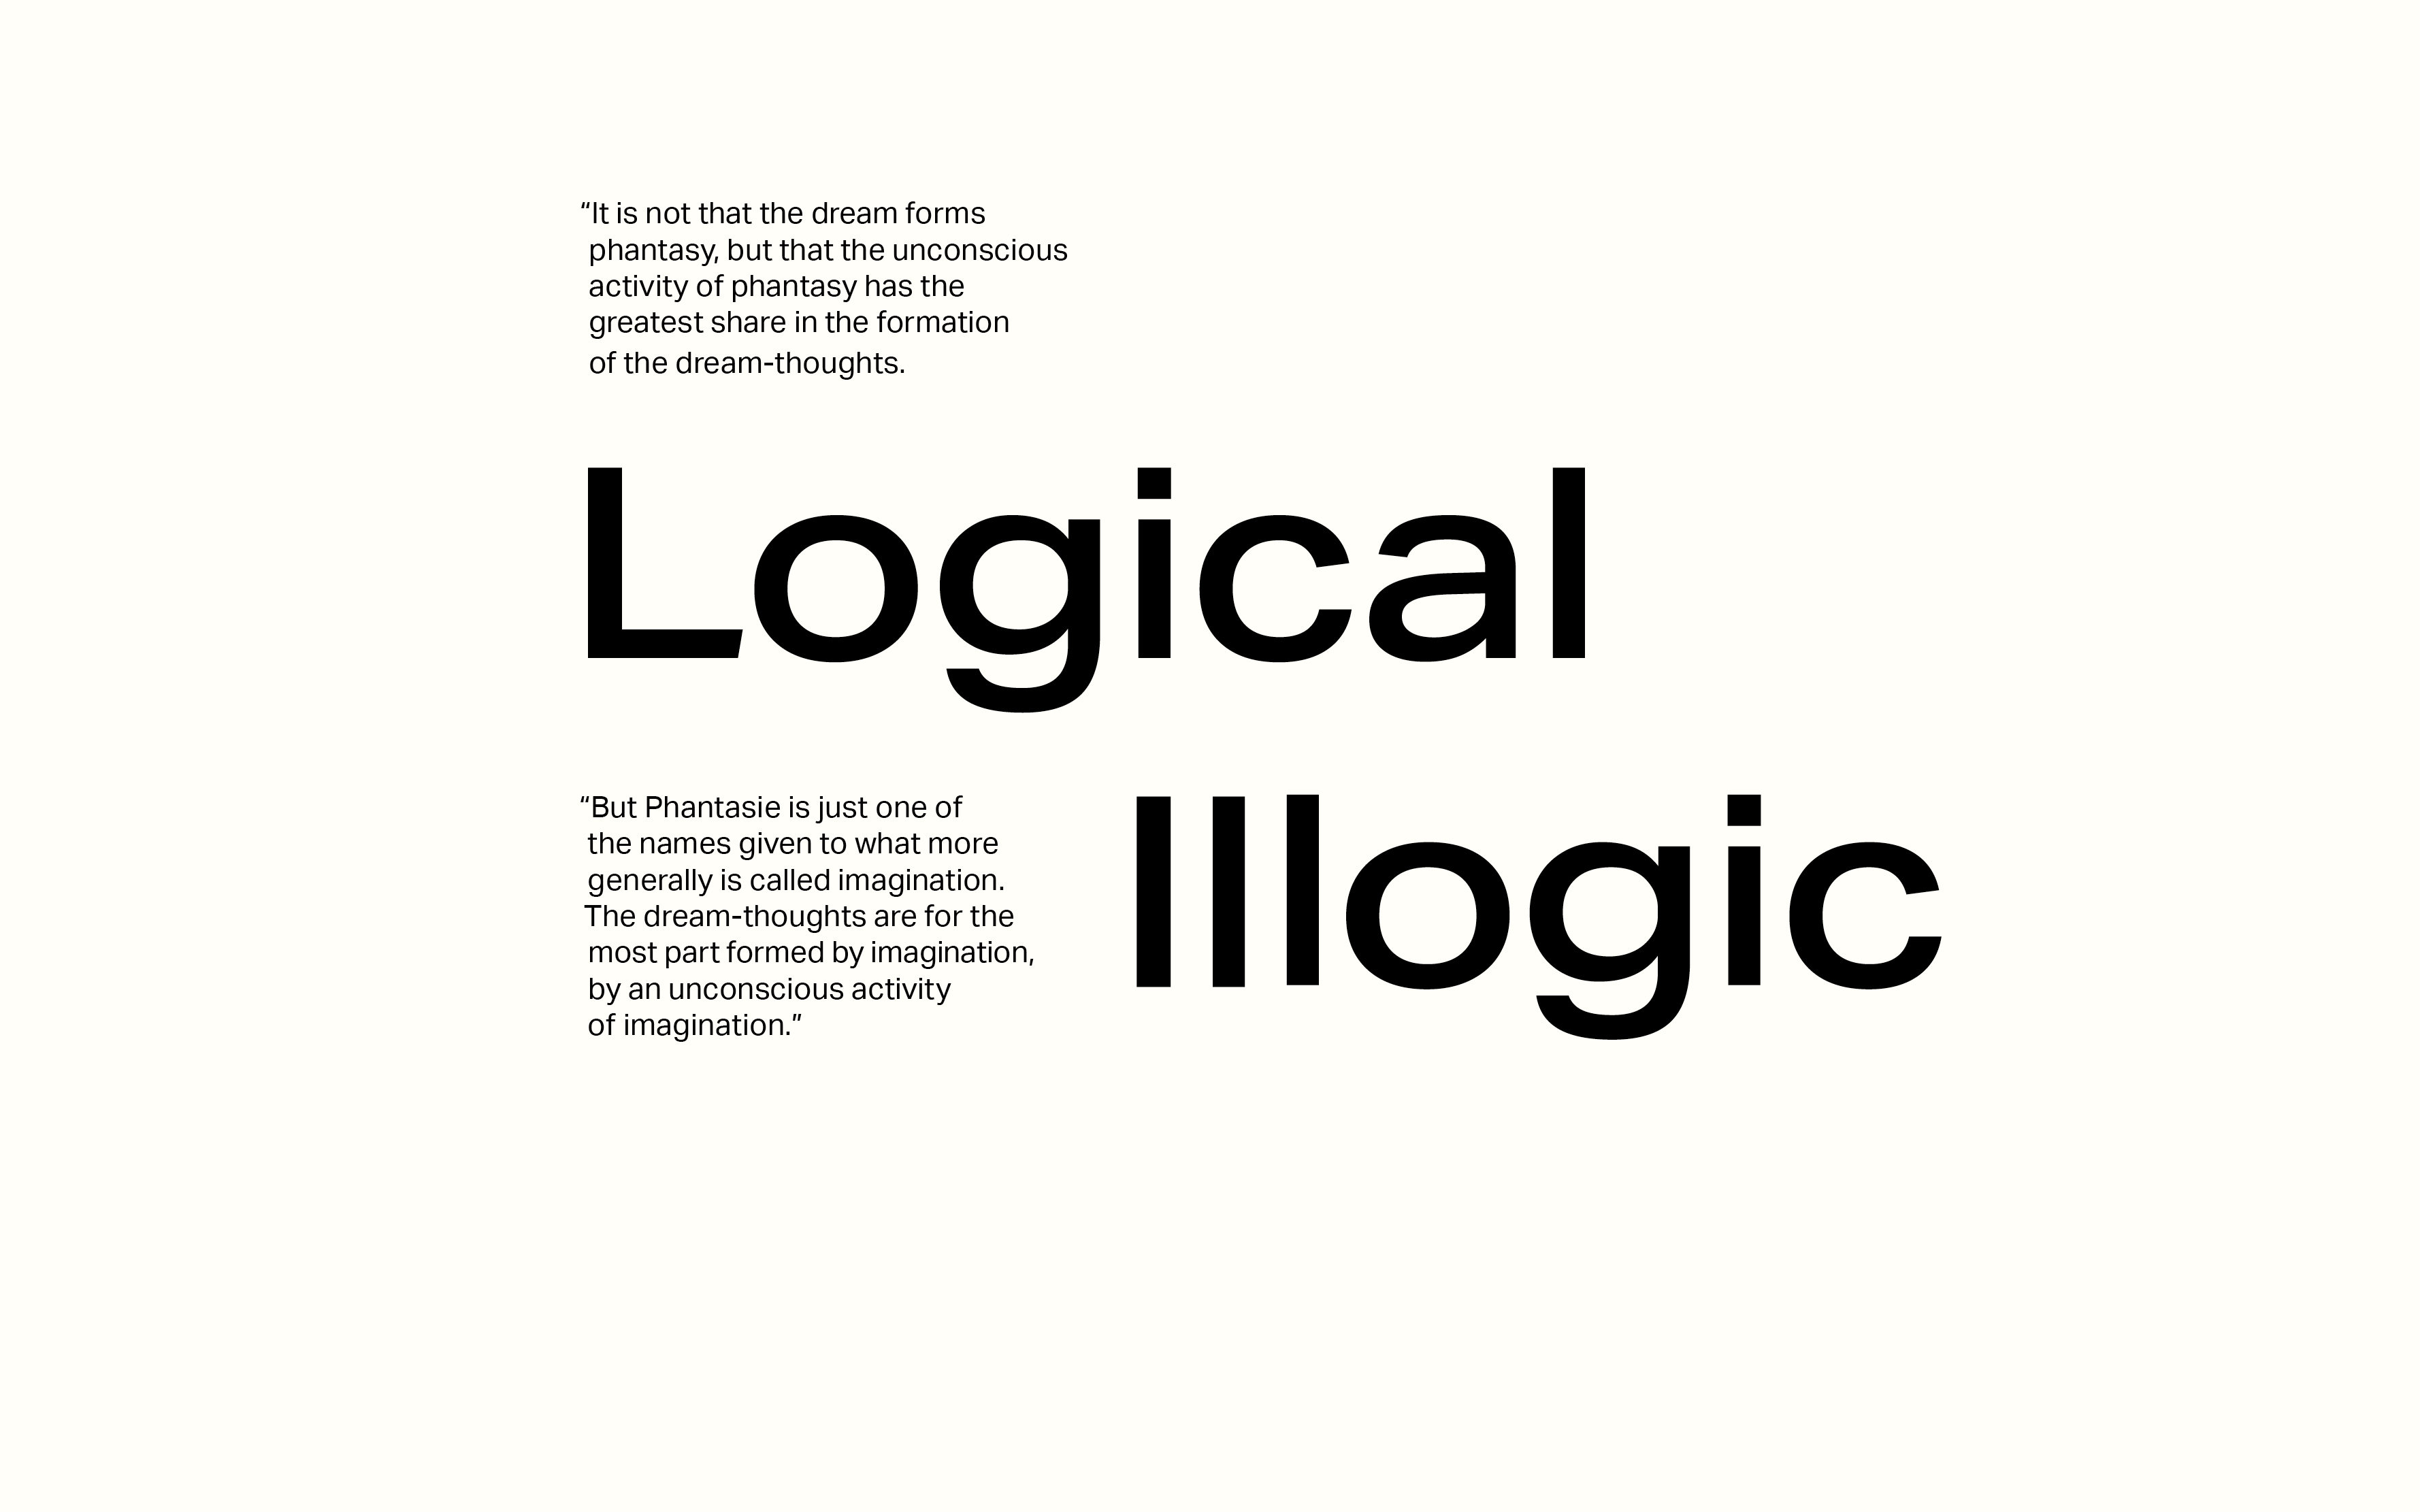 “It is not that the dream forms
phantasy, but that the unconscious
activity of phantasy has the
greatest share in the formation
of the dream-thoughts.
Logical
“But Phantasie is just one of
the names given to what more
generally is called imagination.
The dream-thoughts are for the
most part formed by imagination,
by an unconscious activity
of imagination.”
Illogic